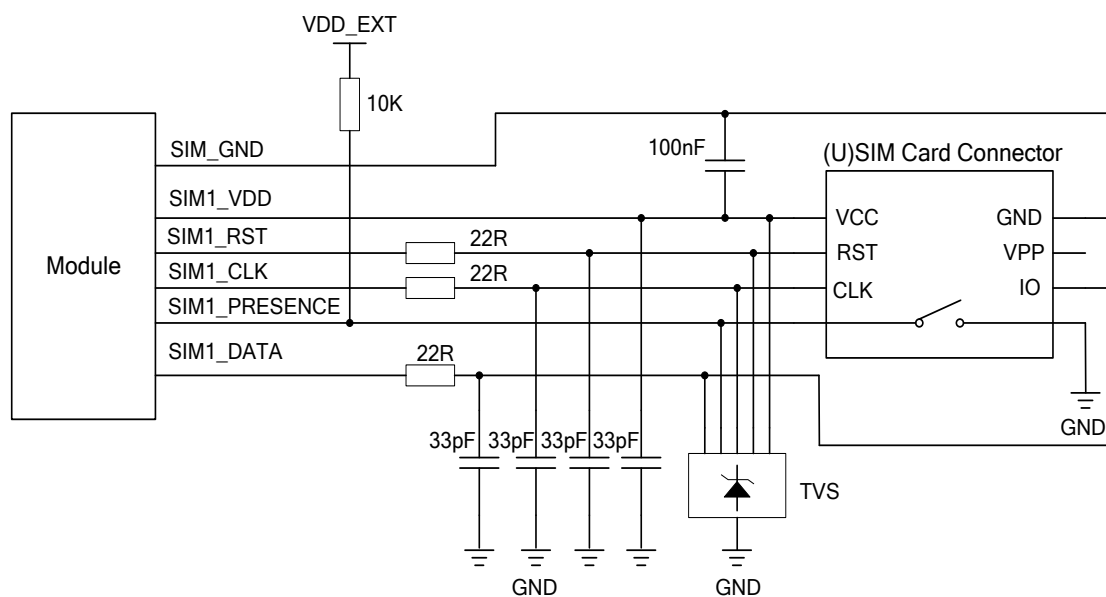 VDD_EXT
10K
SIM_GND
100nF
(U)SIM Card Connector
SIM1_VDD
VCC
GND
SIM1_RST
22R
RST
VPP
Module
SIM1_CLK
22R
CLK
IO
SIM1_PRESENCE
SIM1_DATA
22R
GND
33pF
33pF
33pF
33pF
TVS
GND
GND